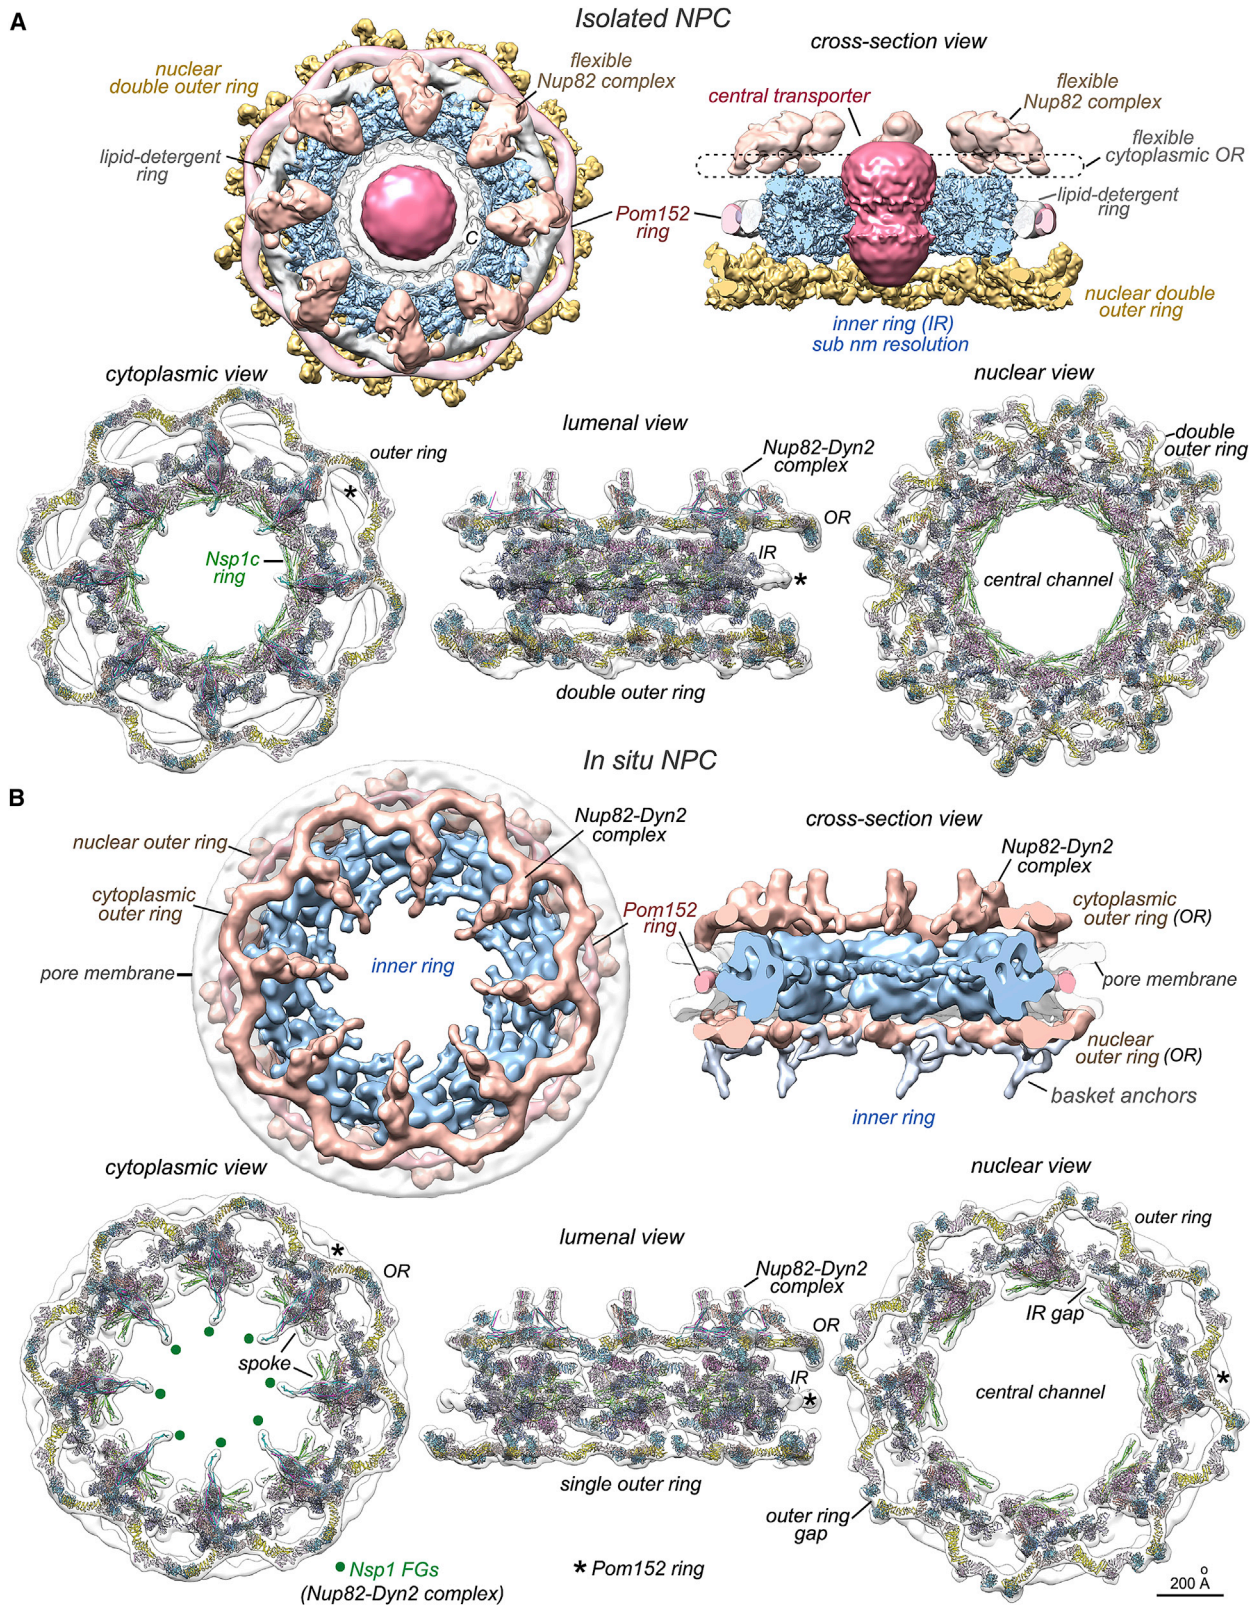 A
Isolated NPC
nuclear
double outer ring
flexible
Nup82 complex
lipid-detergent
ring
C
Pom152
ring
cross-section view
central transporter
flexible
Nup82 complex
flexible
cytoplasmic OR
lipid-detergent
ring
nuclear double
outer ring
inner ring (IR)
sub nm resolution
cytoplasmic view
outer ring
*
Nsp1c
ring
lumenal view
Nup82-Dyn2
complex
OR
IR
*
double outer ring
nuclear view
double
outer ring
central channel
In situ NPC
B
nuclear outer ring
cytoplasmic
outer ring
pore membrane
Nup82-Dyn2
complex
inner ring
Pom152
ring
cross-section view
Nup82-Dyn2
complex
cytoplasmic
outer ring (OR)
pore membrane
nuclear
outer ring (OR)
basket anchors
inner ring
cytoplasmic view
*
OR
spoke
lumenal view
Nup82-Dyn2
complex
OR
IR
*
single outer ring
nuclear view
outer ring
IR gap
*
central channel
outer ring
gap
Nsp1 FGs
(Nup82-Dyn2 complex)
* Pom152 ring
200 Å